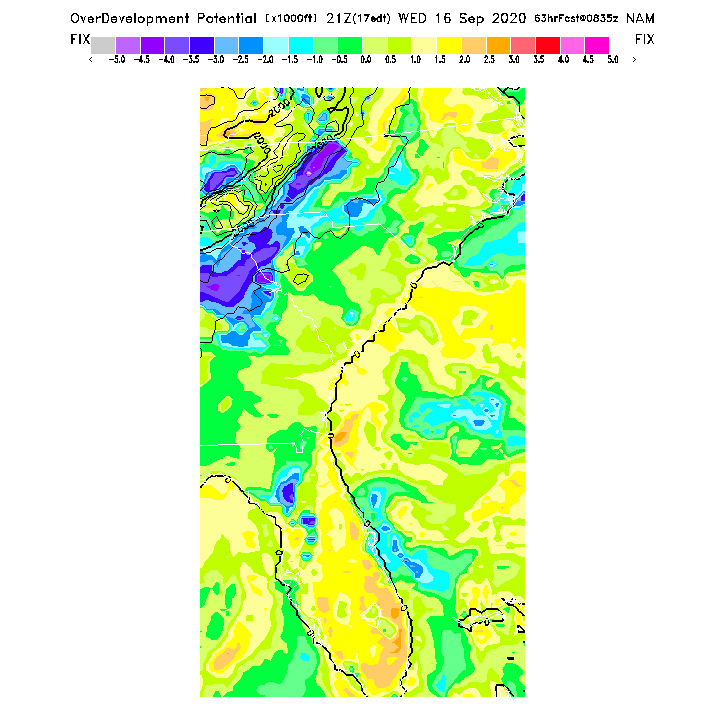 OverDevelopment Potential [x1000ft] 21Z(17edt) WED 16 Sep 2020 63hrFcst@0835z NAM
FIX FIX
< -5.0 -4.5 -4.0 -3.5 -3.0 -2.5 -2.0 -1.5 -1.0 -0.5 0.0 0.5 1.0 1.5 2.0 2.5 3.0 3.5 4.0 4.5 5.0 >
2000
2000